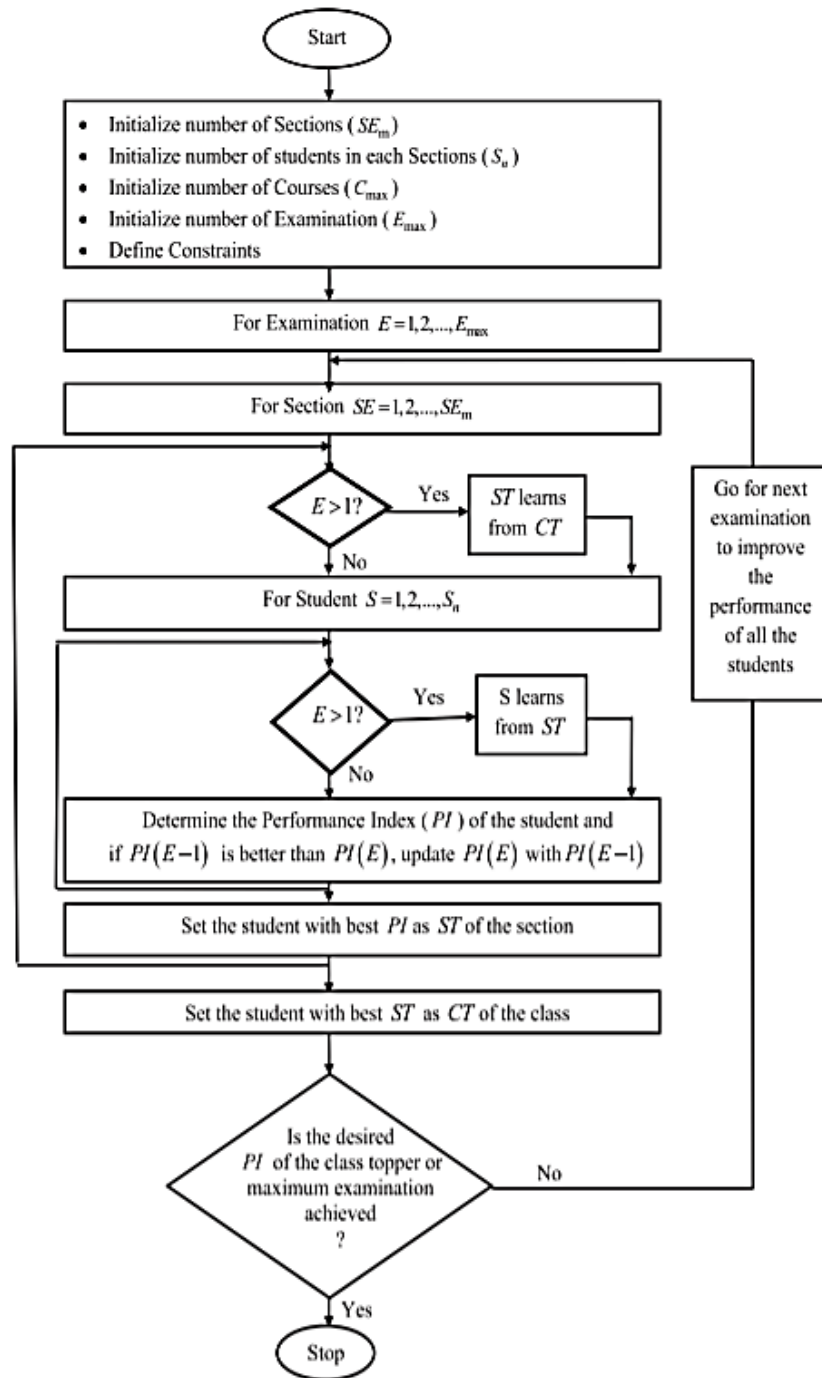 Start
• Initialize number of Sections (SEm)
• Initialize number of students in each Sections (Sn)
• Initialize number of Courses (Cmax)
• Initialize number of Examination (Emax)
• Define Constraints
For Examination E=1,2,...,Emax
For Section SE=1,2,...,SEm
E>1?
Yes
ST learns
from CT
No
For Student S=1,2,...,Sn
E>1?
Yes
S learns
from ST
No
Determine the Performance Index (PI) of the student and
if PI(E−1) is better than PI(E), update PI(E) with PI(E−1)
Set the student with best PI as ST of the section
Set the student with best ST as CT of the class
Is the desired
PI of the class topper or
maximum examination
achieved
?
No
Go for next
examination
to improve
the
performance
of all the
students
Yes
Stop